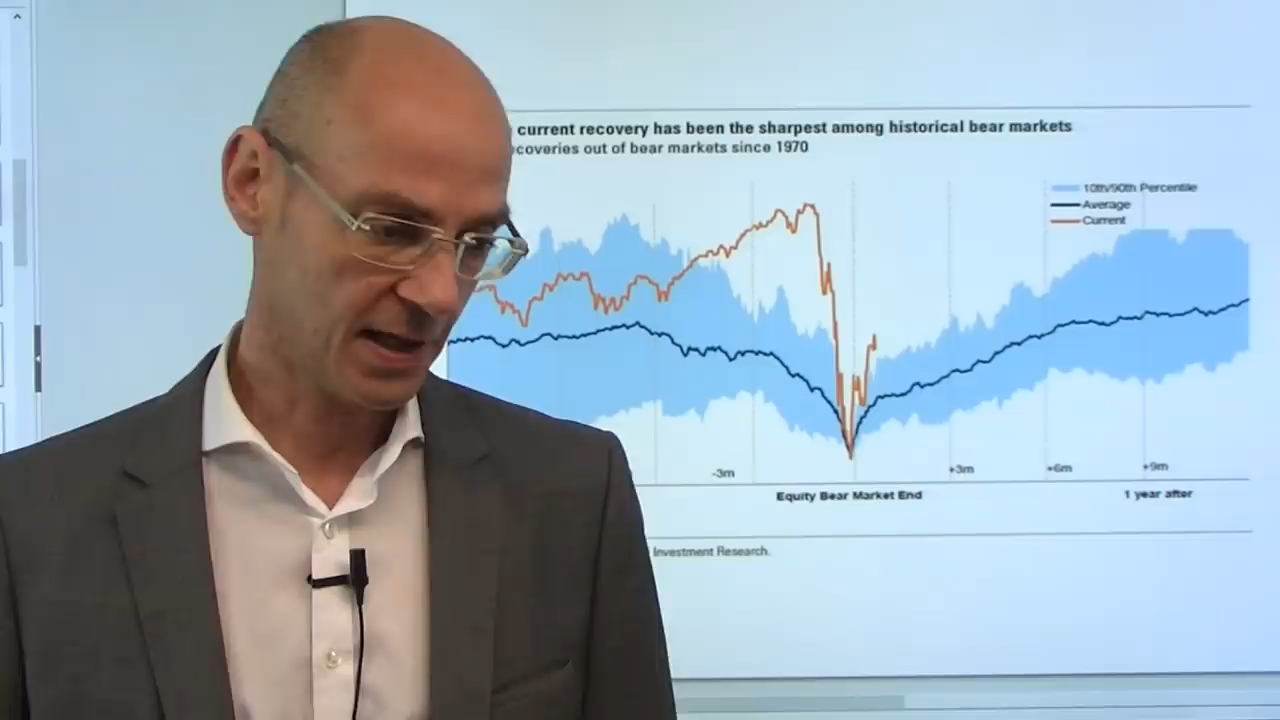 current recovery has been the sharpest among historical bear markets
coveries out of bear markets since 1970
10th/90th Percentile
Average
Current
-3m
+3m
+6m
+9m
Equity Bear Market End
1 year after
Investment Research.